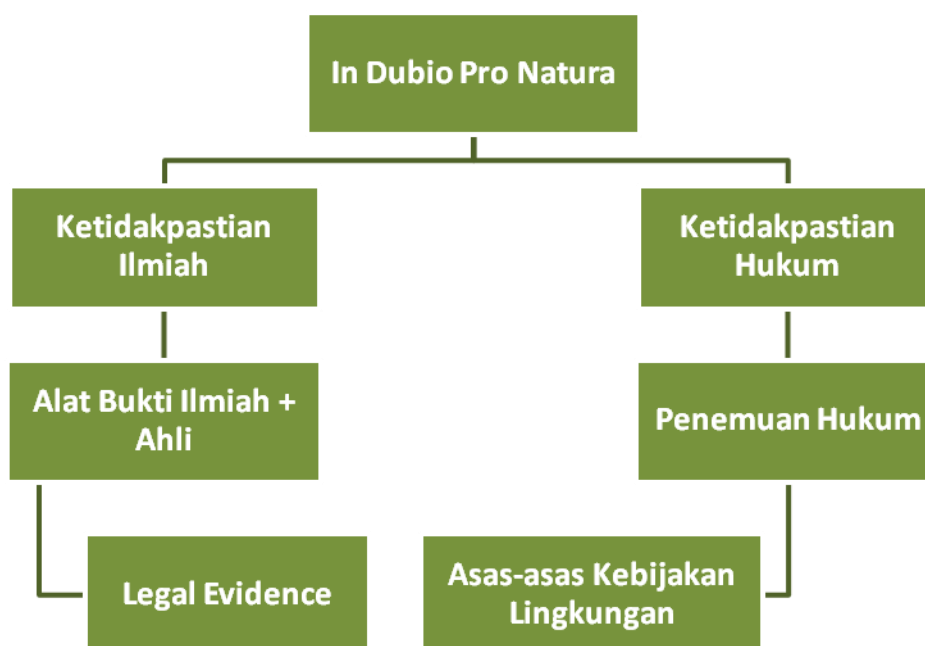 In Dubio Pro Natura
Ketidakpastian
Ilmiah
Ketidakpastian
Hukum
Alat Bukti Ilmiah +
Ahli
Penemuan Hukum
Legal Evidence
Asas-asas Kebijakan
Lingkungan